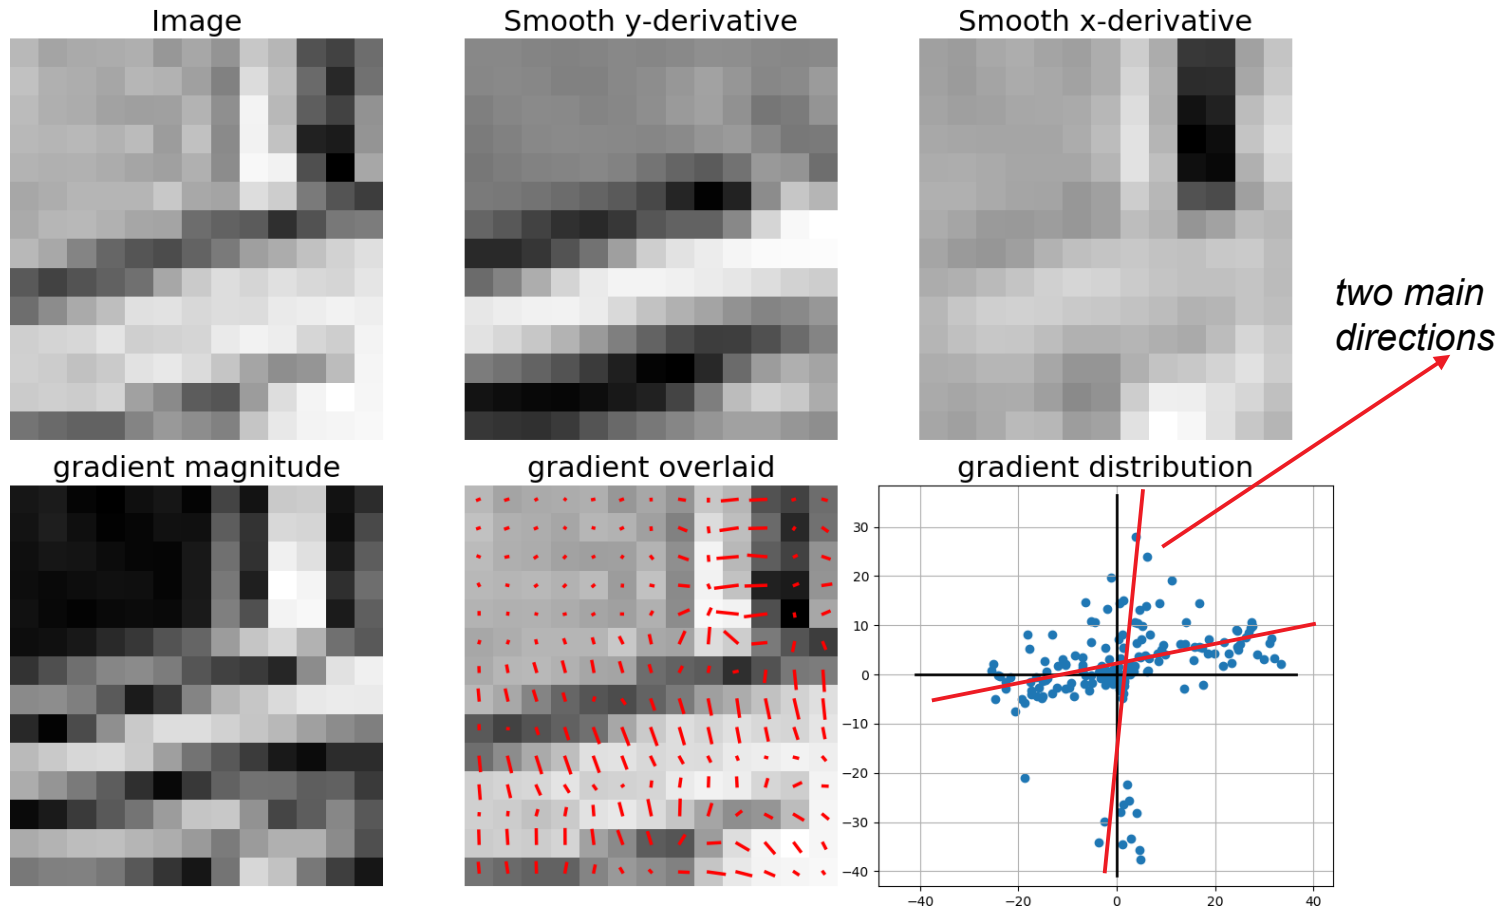 Image
Smooth y-derivative
Smooth x-derivative
two main
directions
gradient magnitude
gradient overlaid
gradient distribution
30
20
10
0
−10
−20
−30
−40
−40
−20
0
20
40